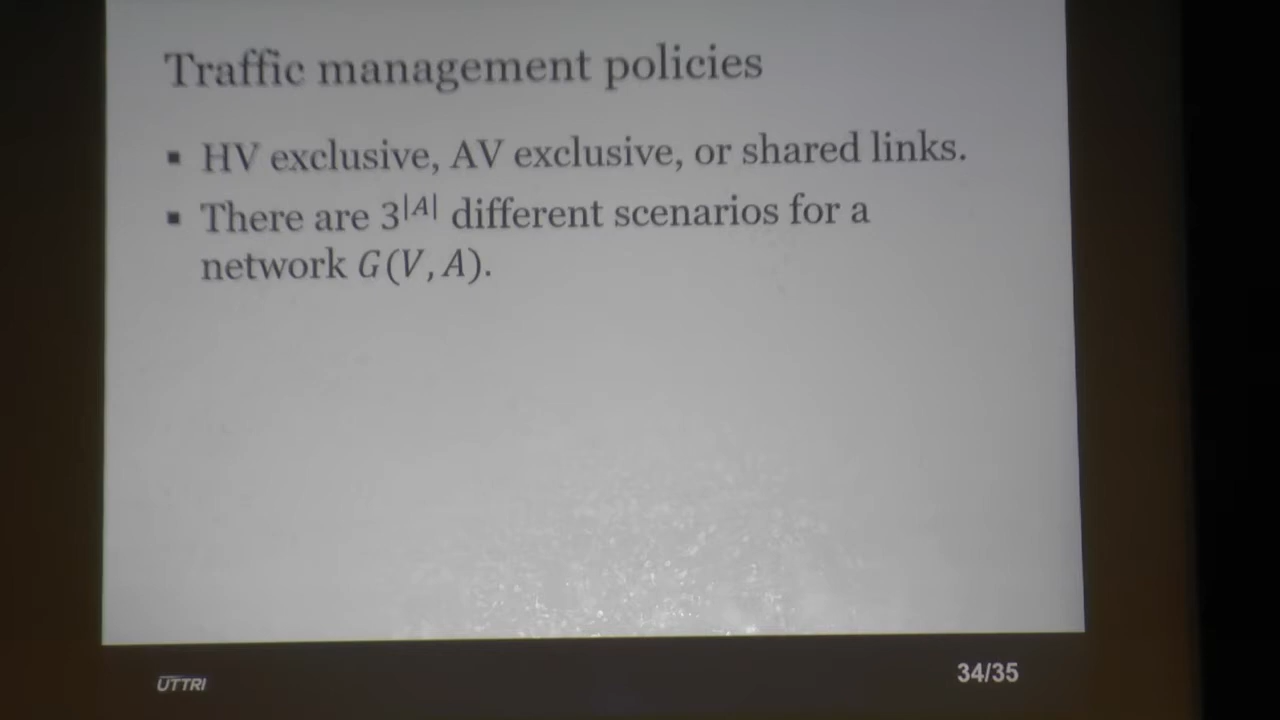 Traffic management policies
▪ HV exclusive, AV exclusive, or shared links.
▪ There are 3^|A| different scenarios for a
network G(V, A).
UTTRI
34/35